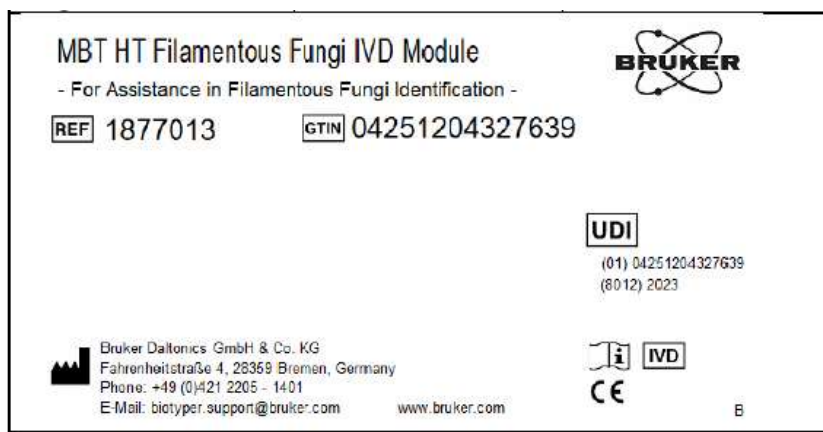 MBT HT Filamentous Fungi IVD Module
- For Assistance in Filamentous Fungi Identification -
BRUKER
REF 1877013 GTIN 04251204327639
UDI
(01) 04251204327639
(8012) 2023
Bruker Daltonics GmbH & Co. KG
Fahrenheitstraße 4, 28359 Bremen, Germany
Phone: +49 (0)421 2205 - 1401
E-Mail: biotyper.support@bruker.com www.bruker.com
i IVD
CE
B